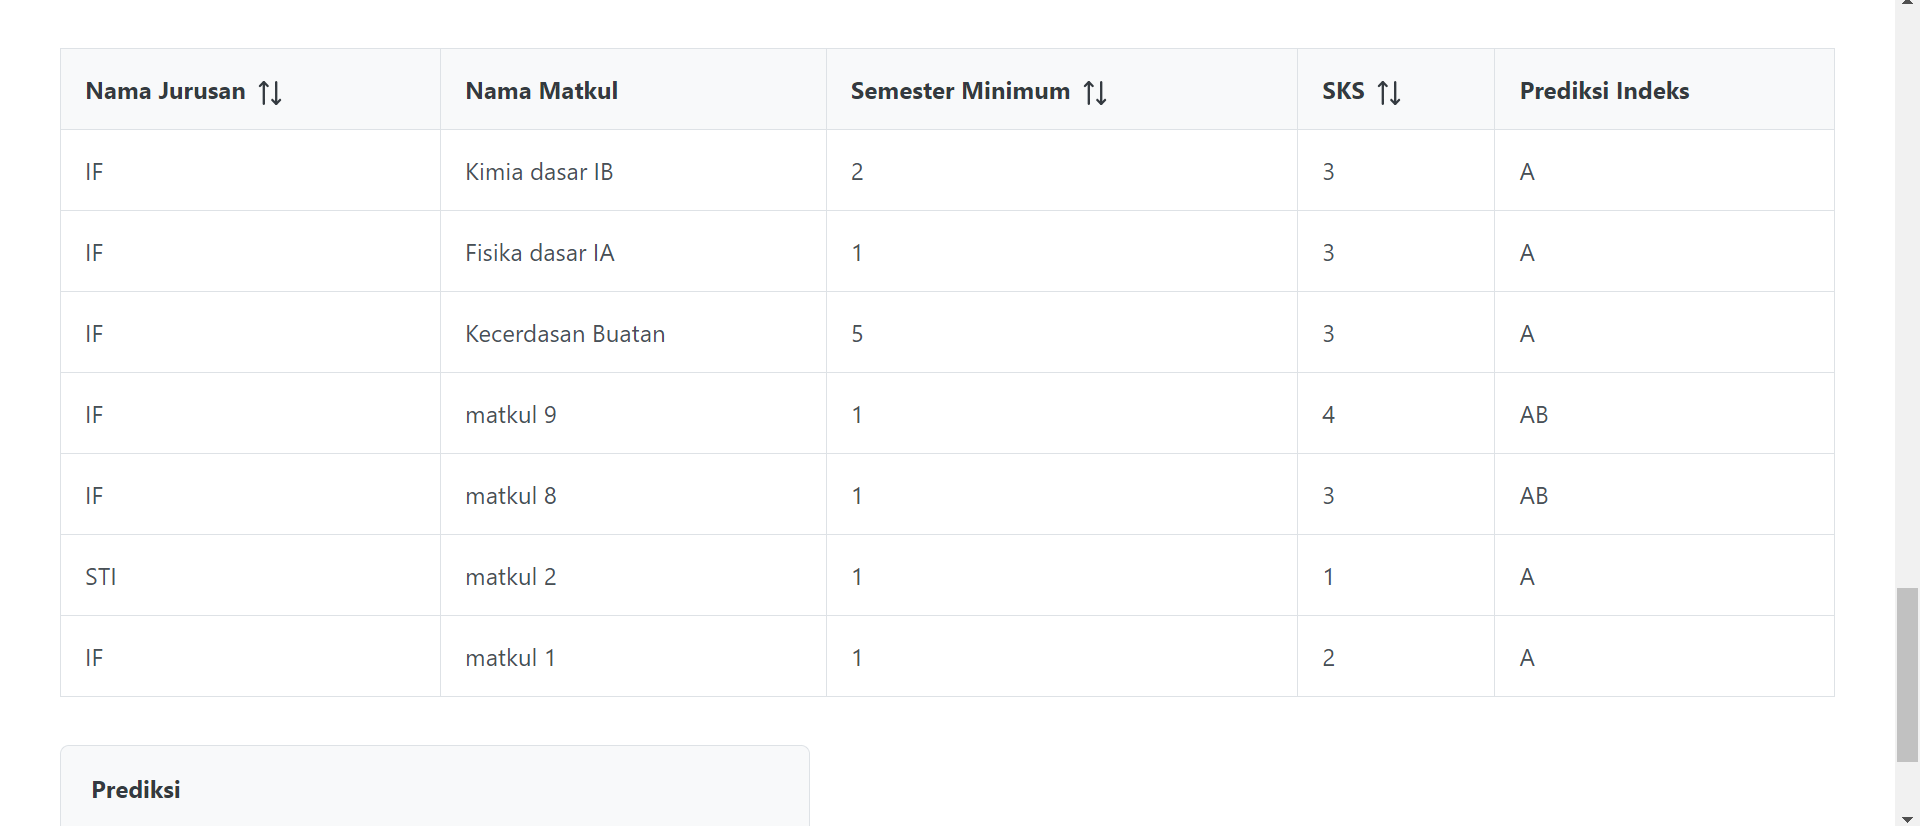 Nama Jurusan Nama Matkul Semester Minimum SKS Prediksi Indeks
IF Kimia dasar IB 2 3 A
IF Fisika dasar IA 1 3 A
IF Kecerdasan Buatan 5 3 A
IF matkul 9 1 4 AB
IF matkul 8 1 3 AB
STI matkul 2 1 1 A
IF matkul 1 1 2 A
Prediksi